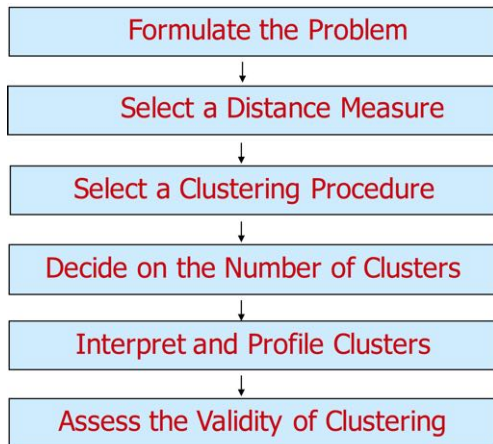 Formulate the Problem
Select a Distance Measure
Select a Clustering Procedure
Decide on the Number of Clusters
Interpret and Profile Clusters
Assess the Validity of Clustering